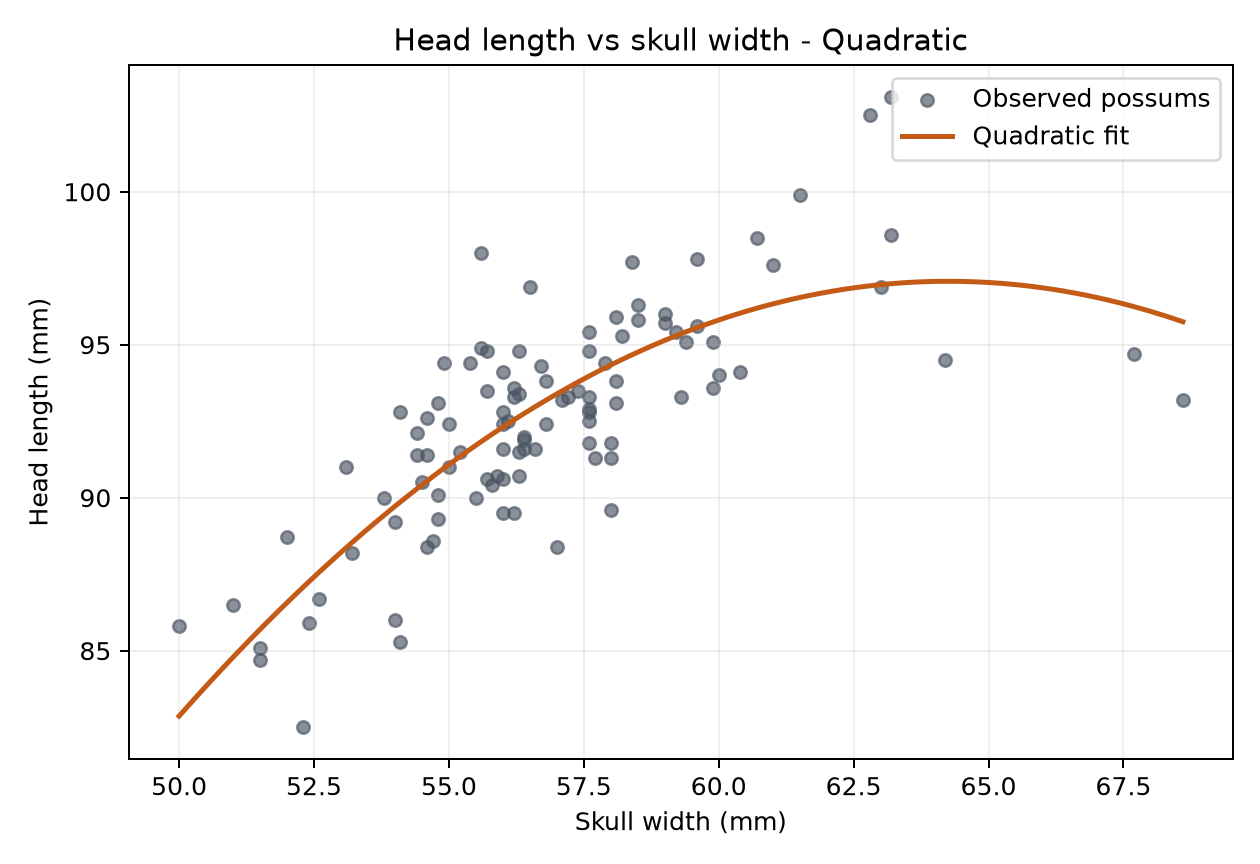 Head length vs skull width - Quadratic
Observed possums
Quadratic fit
Head length (mm)
100
95
90
85
50.0 52.5 55.0 57.5 60.0 62.5 65.0 67.5
Skull width (mm)